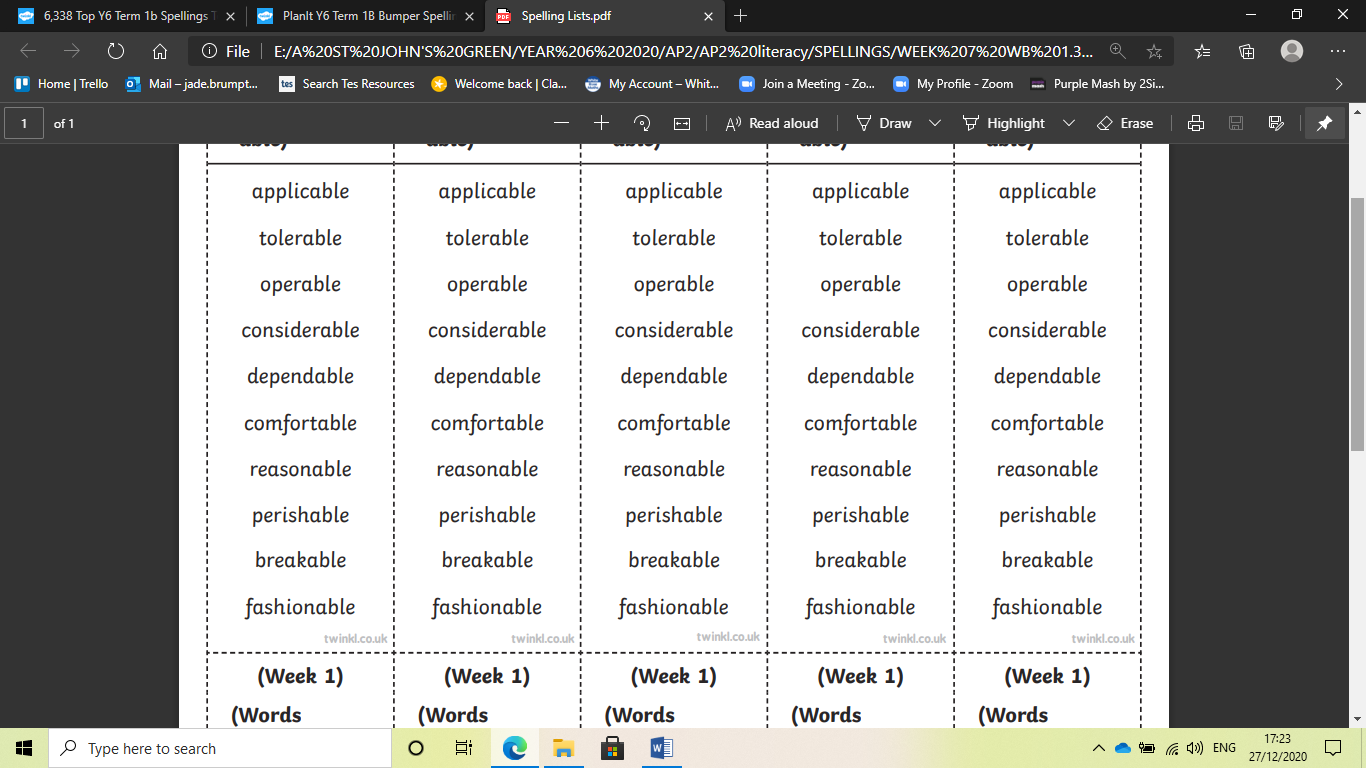 6,338 Top Y6 Term 1b Spellings T
PlanIt Y6 Term 1B Bumper Spellin
Spelling Lists.pdf
File
E:/A%20ST%20JOHN'S%20GREEN/YEAR%206%202020/AP2/AP2%20literacy/SPELLINGS/WEEK%207%20WB%201.3...
Home | Trello
Mail – jade.brumpt...
tes Search Tes Resources
Welcome back | Cla...
My Account – Whit...
Join a Meeting - Zo...
My Profile - Zoom
Purple Mash by 2Si...
1 of 1
Read aloud
Draw
Highlight
Erase
able) able) able) able) able)
applicable applicable applicable applicable applicable
tolerable tolerable tolerable tolerable tolerable
operable operable operable operable operable
considerable considerable considerable considerable considerable
dependable dependable dependable dependable dependable
comfortable comfortable comfortable comfortable comfortable
reasonable reasonable reasonable reasonable reasonable
perishable perishable perishable perishable perishable
breakable breakable breakable breakable breakable
fashionable fashionable fashionable fashionable fashionable
twinkl.co.uk twinkl.co.uk twinkl.co.uk twinkl.co.uk twinkl.co.uk
(Week 1) (Week 1) (Week 1) (Week 1) (Week 1)
(Words (Words (Words (Words (Words
Type here to search
ENG
17:23
27/12/2020